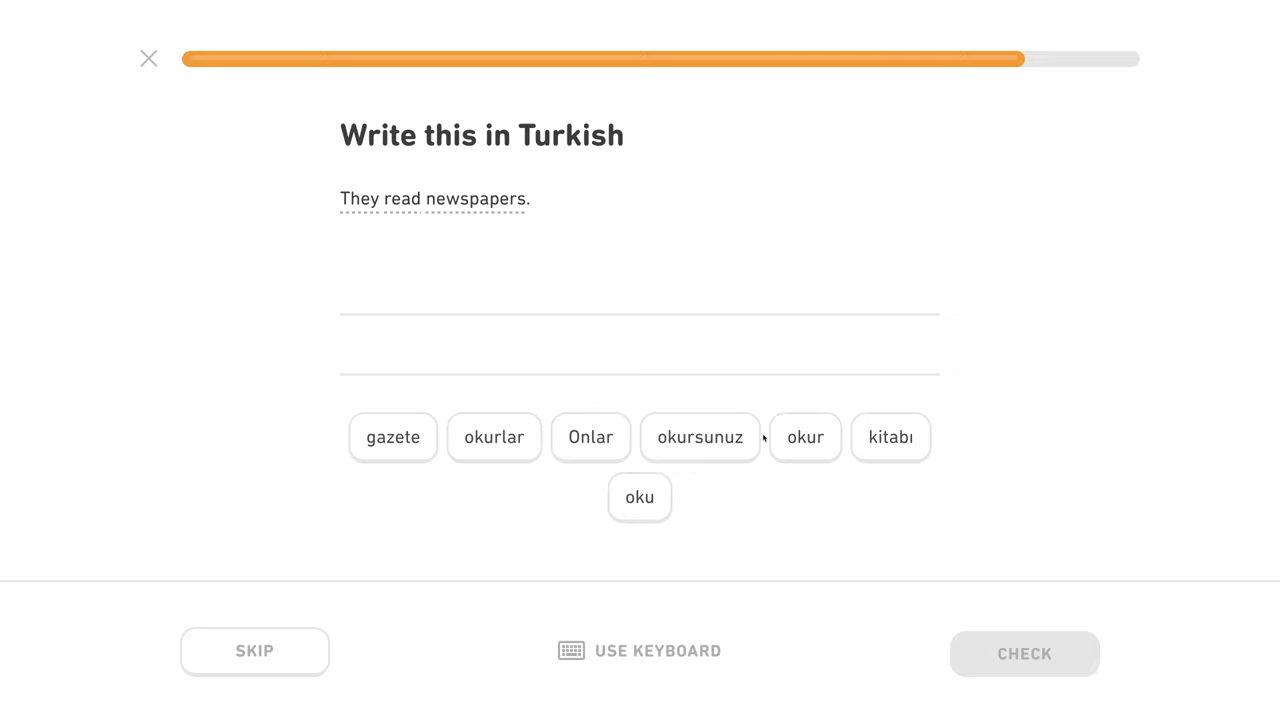 Write this in Turkish
They read newspapers.
gazete okurlar Onlar okursunuz okur kitabı
oku
SKIP USE KEYBOARD CHECK